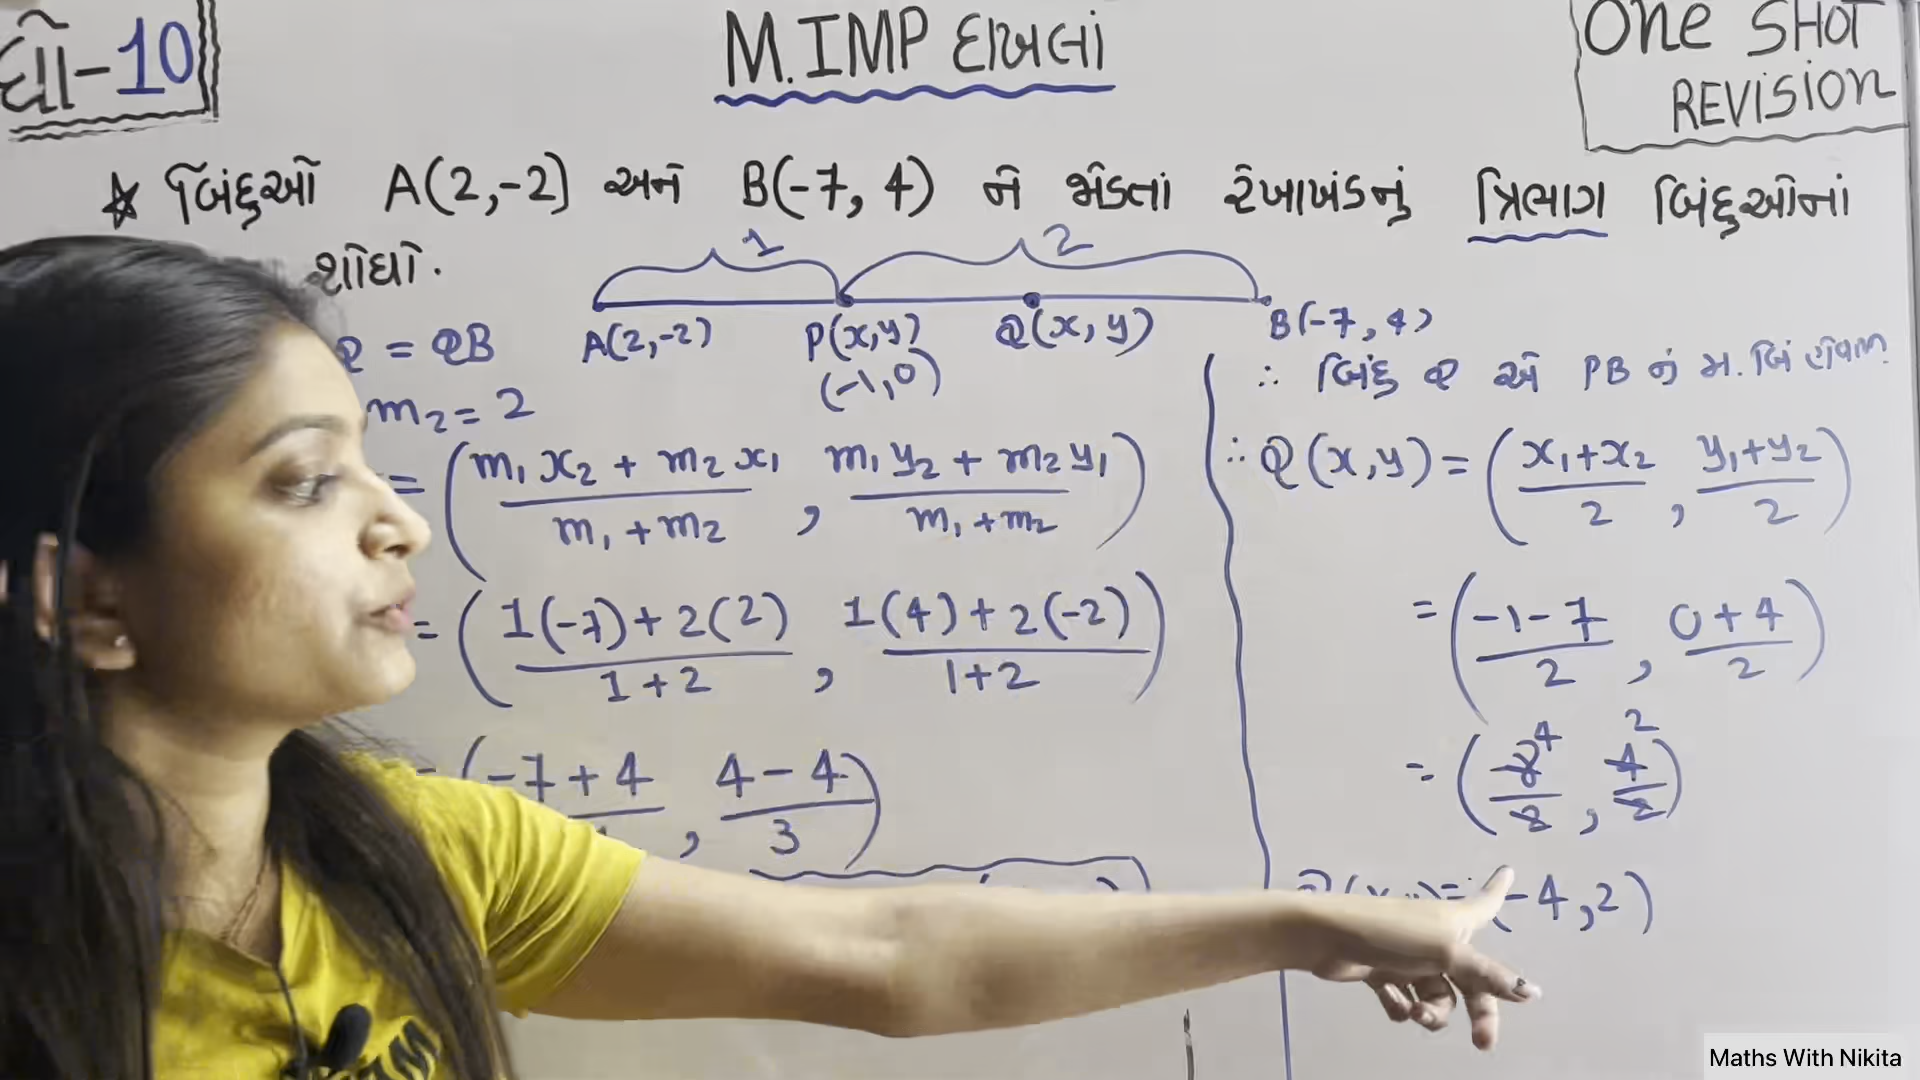 ધો-10
M.IMP દાખલાં
One SHOT
REVISION
☆ બિંદુઓ A(2,-2) અને B(-7, 4) ને જોડતાં રેખાખંડનું ત્રિભાગ બિંદુઓનાં
શોધો.
1 2
A(2,-2) P(x,y) Q(x, y) B(-7, 4)
(-1,0)
= QB
m₂ = 2
= (m₁x₂ + m₂x₁ / m₁ + m₂ , m₁y₂ + m₂y₁ / m₁ + m₂)
= (1(-7) + 2(2) / 1 + 2 , 1(4) + 2(-2) / 1+2)
= (-7 + 4 , 4 - 4 / 3)
∴ બિંદુ Q એ PB નું મ. બિં
∴ Q(x,y) = (x₁+x₂ / 2 , y₁+y₂ / 2)
= (-1-7 / 2 , 0+4 / 2)
= (-8 4 / 2 , 4 2 / 2)
= (-4,2)
Maths With Nikita